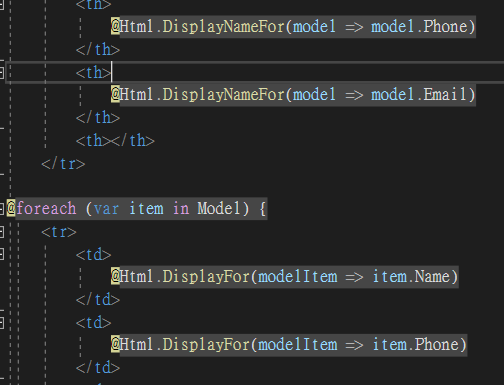 <th>
@Html.DisplayNameFor(model => model.Phone)
</th>
<th>
@Html.DisplayNameFor(model => model.Email)
</th>
<th></th>
</tr>
@foreach (var item in Model) {
<tr>
<td>
@Html.DisplayFor(modelItem => item.Name)
</td>
<td>
@Html.DisplayFor(modelItem => item.Phone)
</td>